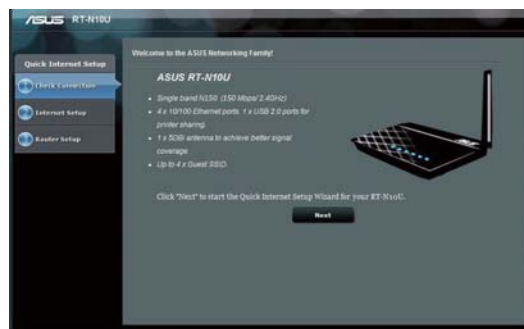 ASUS RT-N10U
Quick Internet Setup
Check Connection
Internet Setup
Router Setup
Welcome to the ASUS Networking Family!
ASUS RT-N10U
Single band N150 (150 Mbps/ 2.4GHz)
4 x 10/100 Ethernet ports. 1 x USB 2.0 ports for
printer sharing.
1 x 5DBi antenna to achieve better signal
coverage.
Up to 4 x Guest SSID.
Click "Next" to start the Quick Internet Setup Wizard for your RT-N10U.
Next